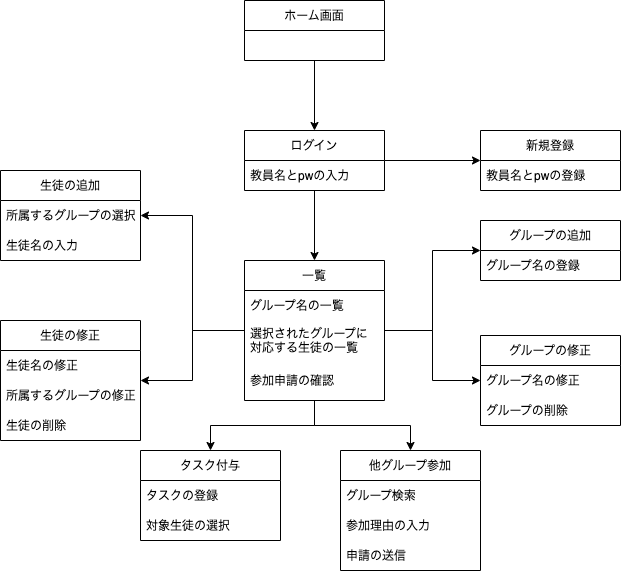 ホーム画面
ログイン
教員名とpwの入力
新規登録
教員名とpwの登録
生徒の追加
所属するグループの選択
生徒名の入力
グループの追加
グループ名の登録
一覧
グループ名の一覧
選択されたグループに
対応する生徒の一覧
参加申請の確認
生徒の修正
生徒名の修正
所属するグループの修正
生徒の削除
グループの修正
グループ名の修正
グループの削除
タスク付与
タスクの登録
対象生徒の選択
他グループ参加
グループ検索
参加理由の入力
申請の送信